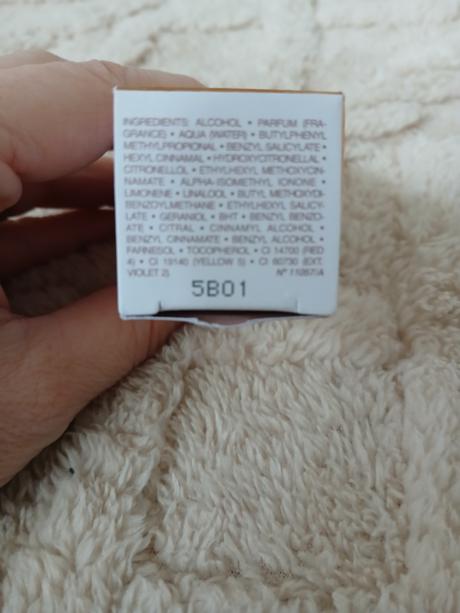 INGREDIENTS: ALCOHOL • PARFUM (FRA-
GRANCE) • AQUA (WATER) • BUTYLPHENYL
METHYLPROPIONAL • BENZYL SALICYLATE •
HEXYL CINNAMAL • HYDROXYCITRONELLAL •
CITRONELLOL • ETHYLHEXYL METHOXYCIN-
NAMATE • ALPHA-ISOMETHYL IONONE •
LIMONENE • LINALOOL • BUTYL METHOXYDI-
BENZOYLMETHANE • ETHYLHEXYL SALICY-
LATE • GERANIOL • BHT • BENZYL BENZO-
ATE • CITRAL • CINNAMYL ALCOHOL •
BENZYL CINNAMATE • BENZYL ALCOHOL •
FARNESOL • TOCOPHEROL • CI 14700 (RED
4) • CI 19140 (YELLOW 5) • CI 60730 (EXT.
VIOLET 2) N° 11267/A
5B01